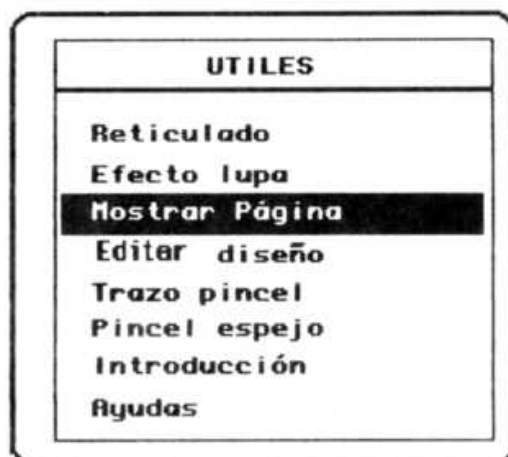 UTILES
Reticulado
Efecto lupa
Mostrar Página
Editar diseño
Trazo pincel
Pincel espejo
Introducción
Ayudas